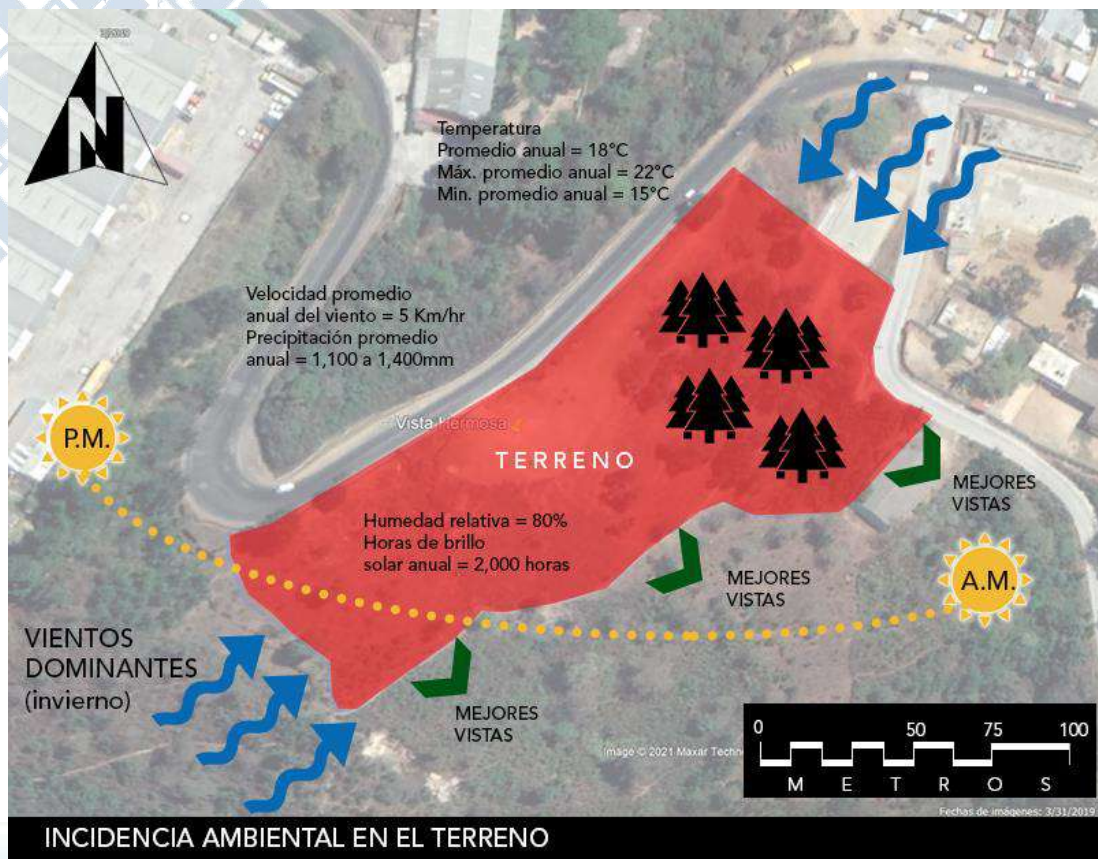 3/2019
N
Temperatura
Promedio anual = 18°C
Máx. promedio anual = 22°C
Min. promedio anual = 15°C
Velocidad promedio
anual del viento = 5 Km/hr
Precipitación promedio
anual = 1,100 a 1,400mm
P.M.
Vista Hermosa
TERRENO
MEJORES
VISTAS
Humedad relativa = 80%
Horas de brillo
solar anual = 2,000 horas
MEJORES
VISTAS
A.M.
VIENTOS
DOMINANTES
(invierno)
MEJORES
VISTAS
0 50 75 100
METROS
Image © 2021 Maxar Techn
Fechas de imágenes: 3/31/2019
INCIDENCIA AMBIENTAL EN EL TERRENO